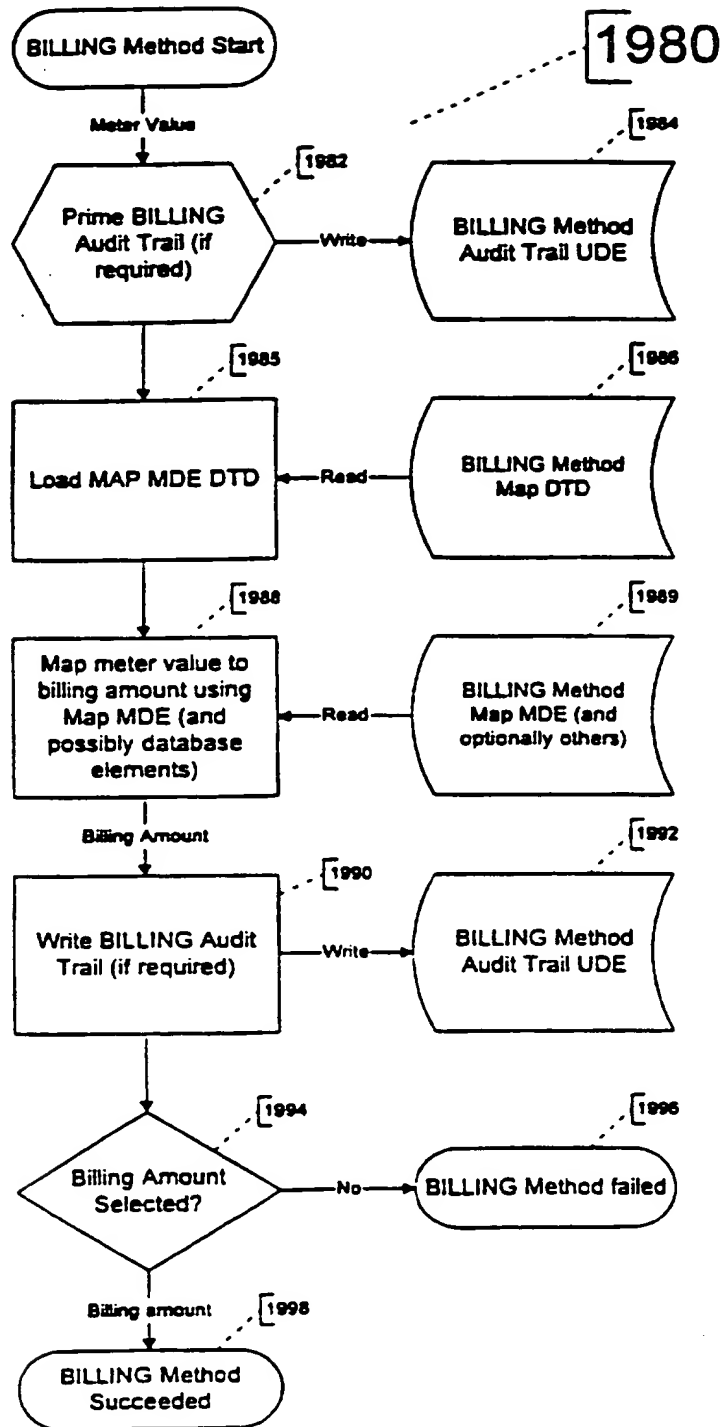 BILLING Method Start
1980
Meter Value
1984
1982
Prime BILLING
Audit Trail (if
required)
Write
BILLING Method
Audit Trail UDE
1985
1986
Load MAP MDE DTD
Read
BILLING Method
Map DTD
1988
1989
Map meter value to
billing amount using
Map MDE (and
possibly database
elements)
Read
BILLING Method
Map MDE (and
optionally others)
Billing Amount
1990
1992
Write BILLING Audit
Trail (if required)
Write
BILLING Method
Audit Trail UDE
1994
1996
Billing Amount
Selected?
No
BILLING Method failed
Billing amount
1998
BILLING Method
Succeeded